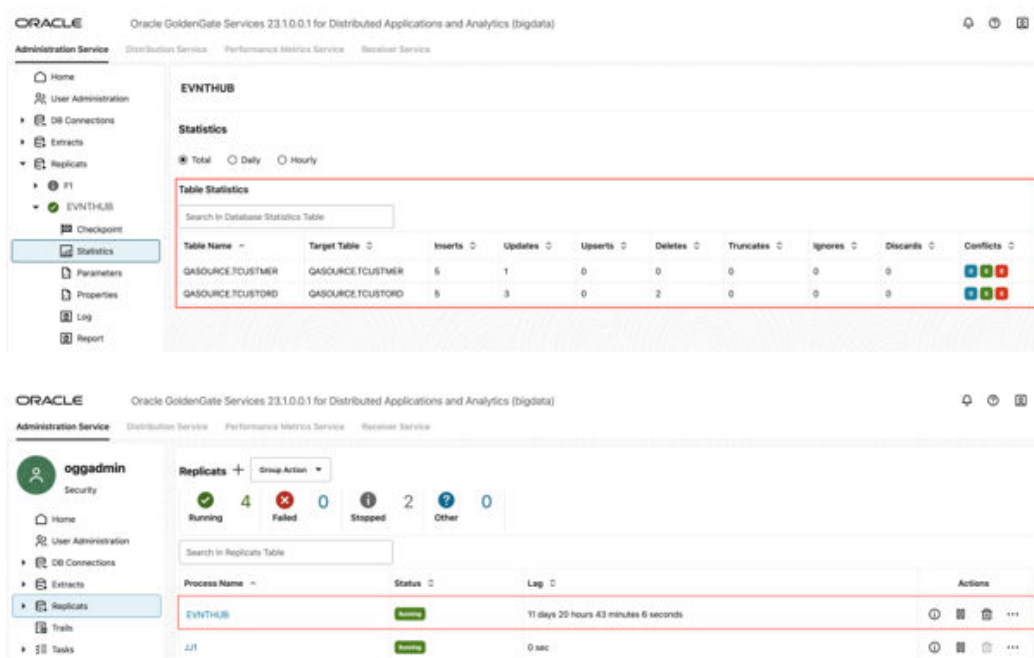 ORACLE Oracle GoldenGate Services 23.1.0.0.1 for Distributed Applications and Analytics (bigdata)
Administration Service Distribution Service Performance Metrics Service Receiver Service
Home
User Administration
DB Connections
Extracts
Replicats
F1
EVNTHUB
Checkpoint
Statistics
Parameters
Properties
Log
Report
EVNTHUB
Statistics
Total Daily Hourly
Table Statistics
Search In Database Statistics Table
Table Name Target Table Inserts Updates Upserts Deletes Truncates Ignores Discards Conflicts
QASOURCE.TCUSTMER QASOURCE.TCUSTMER 5 1 0 0 0 0 0 0 0 0
QASOURCE.TCUSTORD QASOURCE.TCUSTORD 5 3 0 2 0 0 0 0 0 0
ORACLE Oracle GoldenGate Services 23.1.0.0.1 for Distributed Applications and Analytics (bigdata)
Administration Service Distribution Service Performance Metrics Service Receiver Service
oggadmin
Security
Home
User Administration
DB Connections
Extracts
Replicats
Trails
Tasks
Replicats Group Action
4 0 2 0
Running Failed Stopped Other
Search In Replicats Table
Process Name Status Lag Actions
EVNTHUB Running 11 days 20 hours 43 minutes 6 seconds
JJ1 Running 0 sec